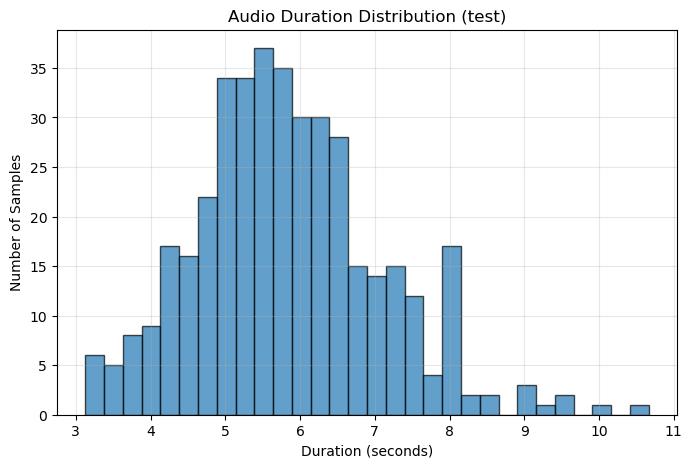 Audio Duration Distribution (test)
Number of Samples
35
30
25
20
15
10
5
0
3 4 5 6 7 8 9 10 11
Duration (seconds)